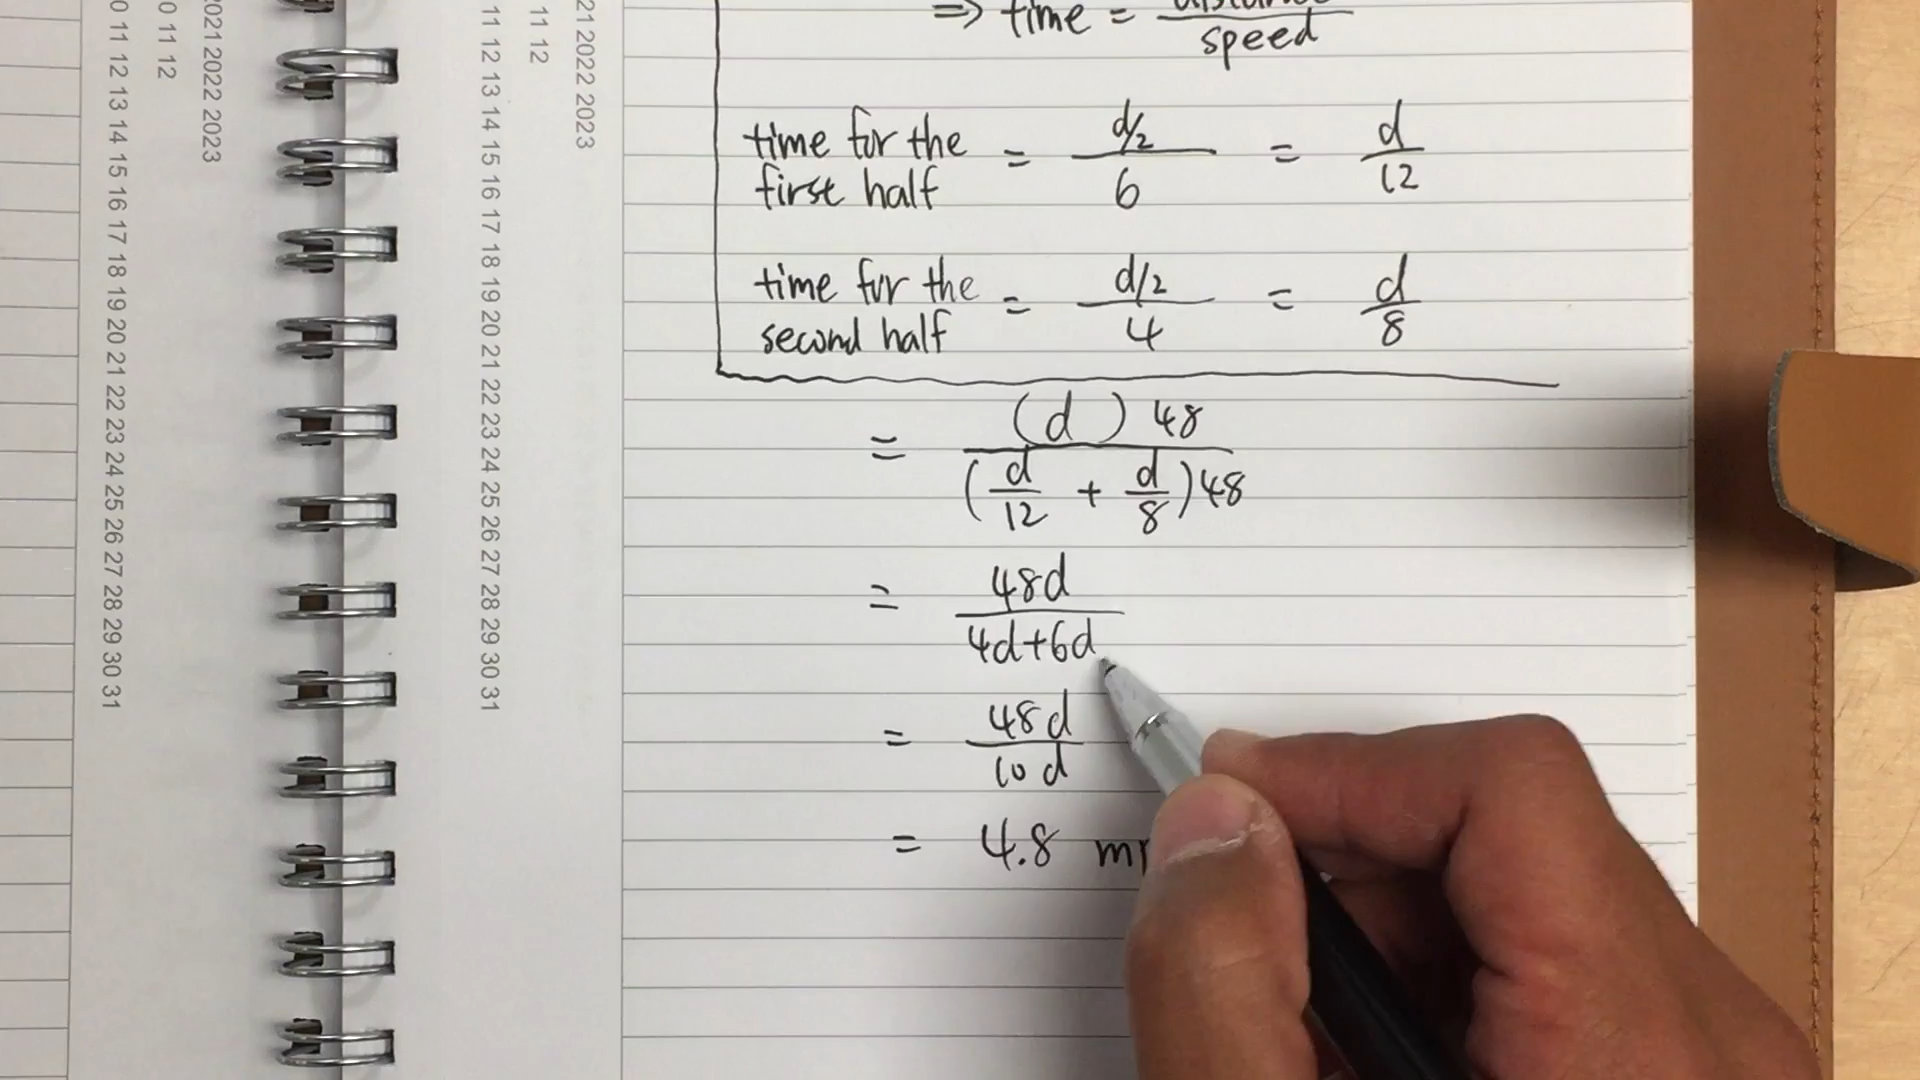 21 2022 2023
11 12
11 12 13 14 15 16 17 18 19 20 21 22 23 24 25 26 27 28 29 30 31
2021 2022 2023
0 11 12
0 11 12 13 14 15 16 17 18 19 20 21 22 23 24 25 26 27 28 29 30 31
⇒ time = distance/speed
time for the first half = (d/2)/6 = d/12
time for the second half = (d/2)/4 = d/8
= (d) 48 / (d/12 + d/8) 48
= 48d / 4d+6d
= 48d / 10d
= 4.8